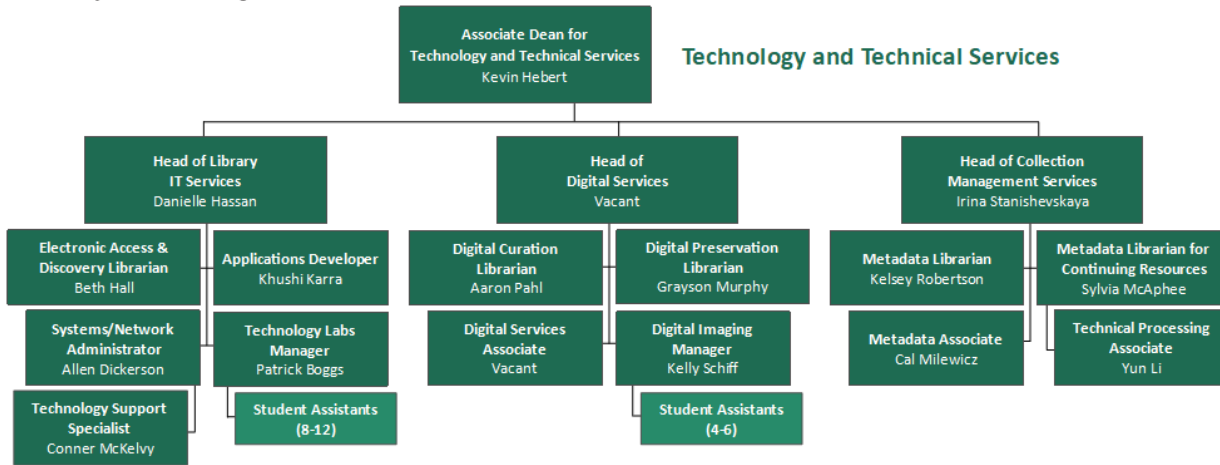 Associate Dean for
Technology and Technical Services
Kevin Hebert
Technology and Technical Services
Head of Library
IT Services
Danielle Hassan
Head of
Digital Services
Vacant
Head of Collection
Management Services
Irina Stanishevskaya
Electronic Access &
Discovery Librarian
Beth Hall
Applications Developer
Khushi Karra
Digital Curation
Librarian
Aaron Pahl
Digital Preservation
Librarian
Grayson Murphy
Metadata Librarian
Kelsey Robertson
Metadata Librarian for
Continuing Resources
Sylvia McAphee
Systems/Network
Administrator
Allen Dickerson
Technology Labs
Manager
Patrick Boggs
Digital Services
Associate
Vacant
Digital Imaging
Manager
Kelly Schiff
Metadata Associate
Cal Milewicz
Technical Processing
Associate
Yun Li
Technology Support
Specialist
Conner McKelvy
Student Assistants
(8-12)
Student Assistants
(4-6)